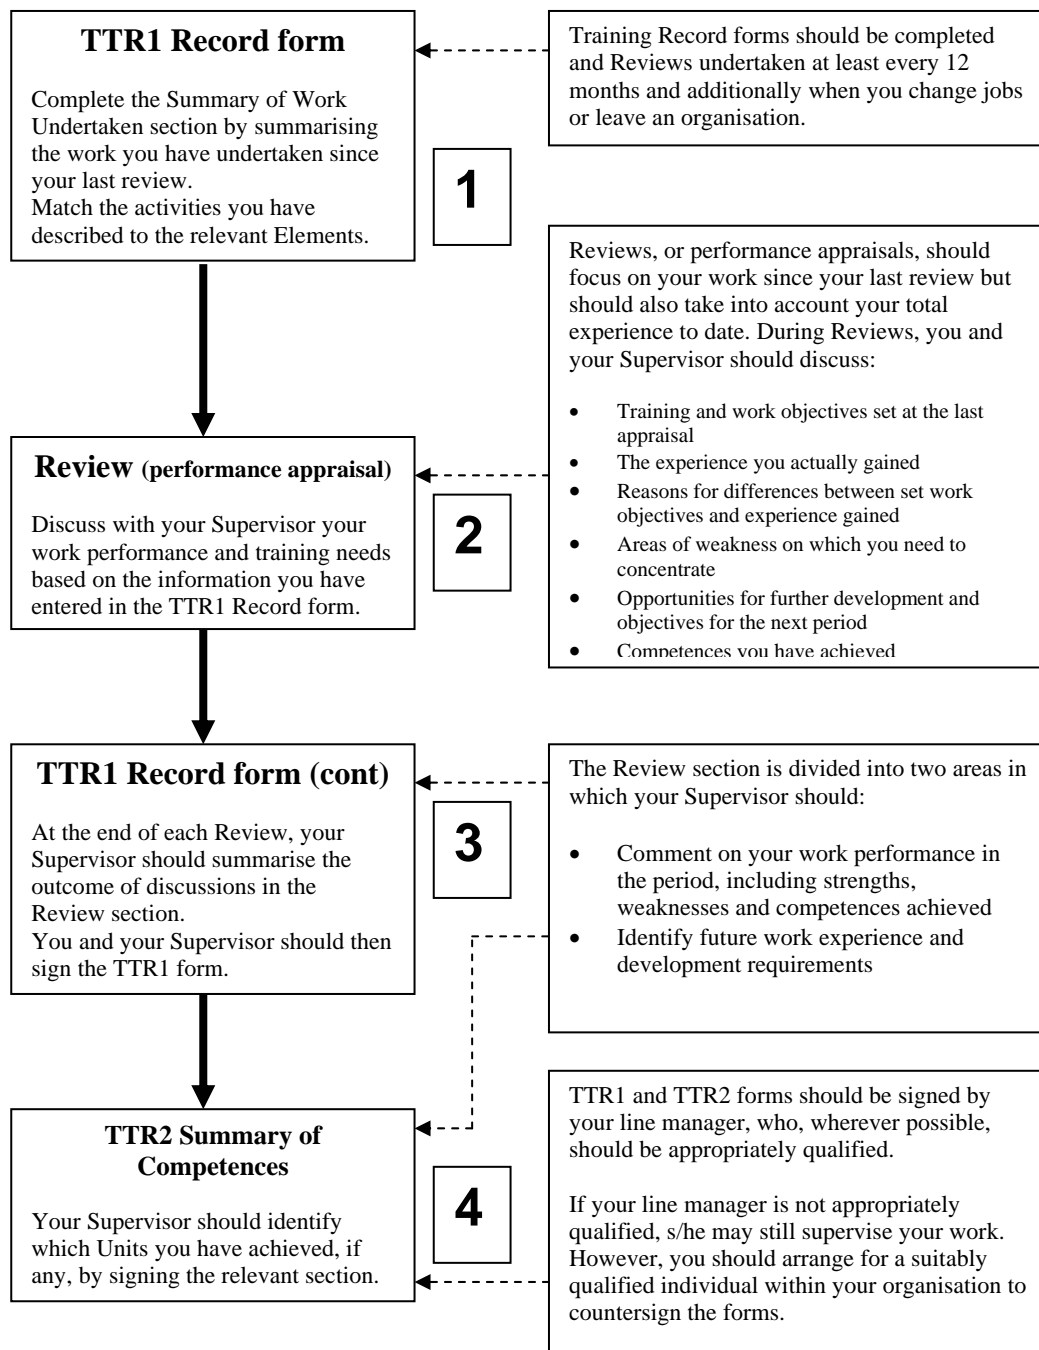 TTR1 Record form
Complete the Summary of Work
Undertaken section by summarising
the work you have undertaken since
your last review.
Match the activities you have
described to the relevant Elements.
1
Training Record forms should be completed
and Reviews undertaken at least every 12
months and additionally when you change jobs
or leave an organisation.
Review (performance appraisal)
Discuss with your Supervisor your
work performance and training needs
based on the information you have
entered in the TTR1 Record form.
2
Reviews, or performance appraisals, should
focus on your work since your last review but
should also take into account your total
experience to date. During Reviews, you and
your Supervisor should discuss:
• Training and work objectives set at the last
appraisal
• The experience you actually gained
• Reasons for differences between set work
objectives and experience gained
• Areas of weakness on which you need to
concentrate
• Opportunities for further development and
objectives for the next period
• Competences you have achieved
TTR1 Record form (cont)
At the end of each Review, your
Supervisor should summarise the
outcome of discussions in the
Review section.
You and your Supervisor should then
sign the TTR1 form.
3
The Review section is divided into two areas in
which your Supervisor should:
• Comment on your work performance in
the period, including strengths,
weaknesses and competences achieved
• Identify future work experience and
development requirements
TTR2 Summary of
Competences
Your Supervisor should identify
which Units you have achieved, if
any, by signing the relevant section.
4
TTR1 and TTR2 forms should be signed by
your line manager, who, wherever possible,
should be appropriately qualified.
If your line manager is not appropriately
qualified, s/he may still supervise your work.
However, you should arrange for a suitably
qualified individual within your organisation to
countersign the forms.